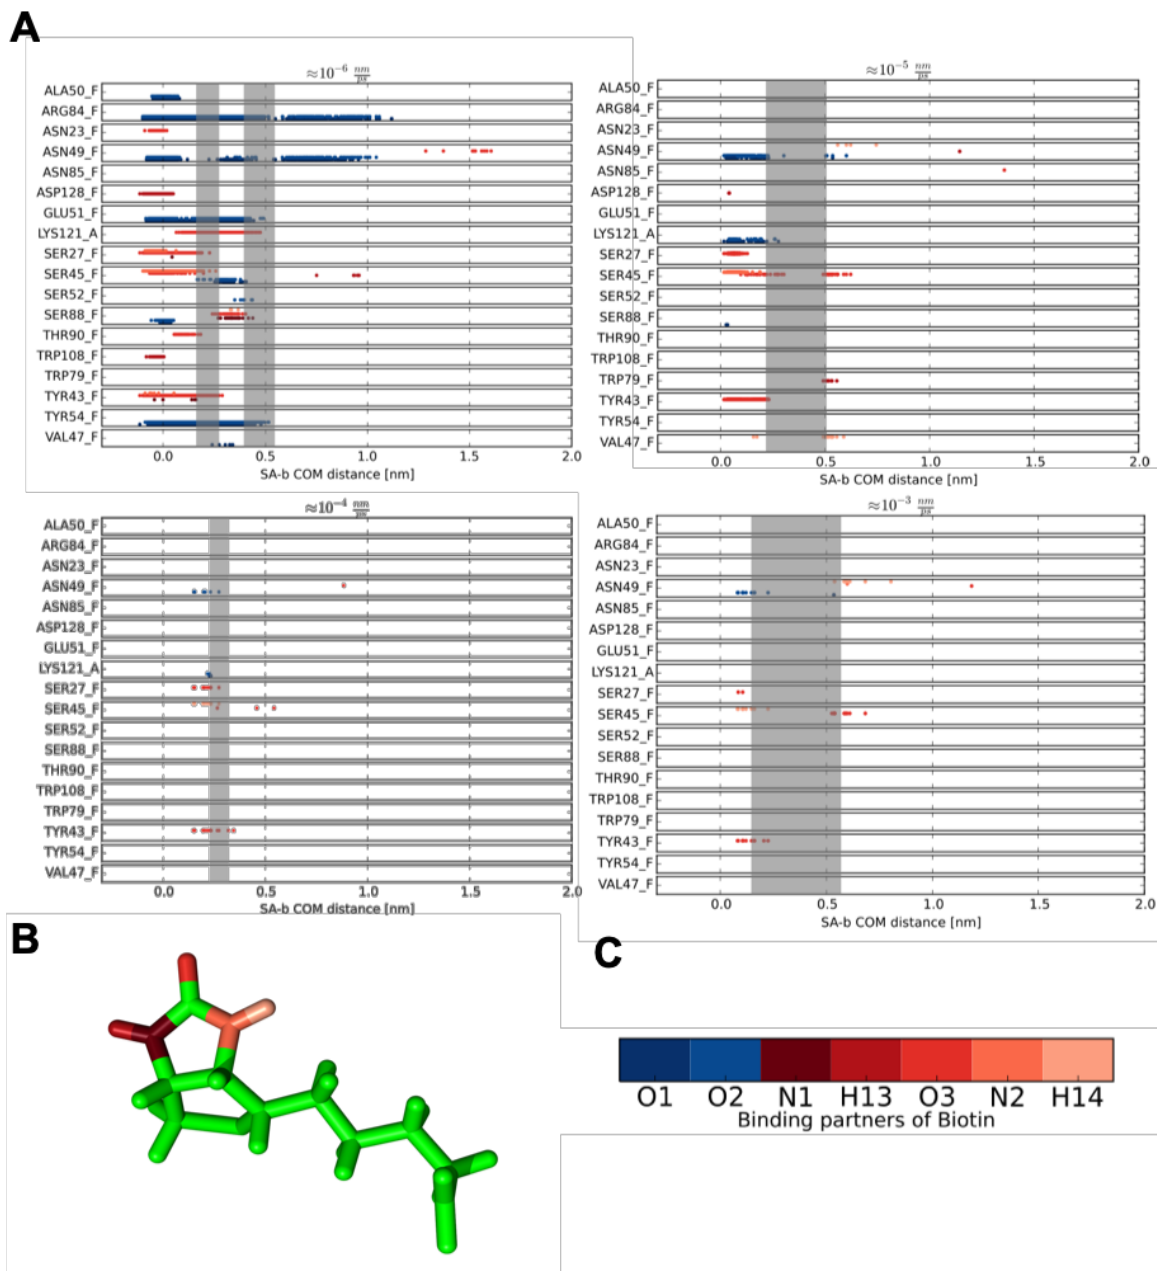 A
≈10⁻⁶ nm/ps
ALA50_F
ARG84_F
ASN23_F
ASN49_F
ASN85_F
ASP128_F
GLU51_F
LYS121_A
SER27_F
SER45_F
SER52_F
SER88_F
THR90_F
TRP108_F
TRP79_F
TYR43_F
TYR54_F
VAL47_F
0.0 0.5 1.0 1.5 2.0
SA-b COM distance [nm]
≈10⁻⁵ nm/ps
ALA50_F
ARG84_F
ASN23_F
ASN49_F
ASN85_F
ASP128_F
GLU51_F
LYS121_A
SER27_F
SER45_F
SER52_F
SER88_F
THR90_F
TRP108_F
TRP79_F
TYR43_F
TYR54_F
VAL47_F
0.0 0.5 1.0 1.5 2.0
SA-b COM distance [nm]
≈10⁻⁴ nm/ps
ALA50_F
ARG84_F
ASN23_F
ASN49_F
ASN85_F
ASP128_F
GLU51_F
LYS121_A
SER27_F
SER45_F
SER52_F
SER88_F
THR90_F
TRP108_F
TRP79_F
TYR43_F
TYR54_F
VAL47_F
0.0 0.5 1.0 1.5 2.0
SA-b COM distance [nm]
≈10⁻³ nm/ps
ALA50_F
ARG84_F
ASN23_F
ASN49_F
ASN85_F
ASP128_F
GLU51_F
LYS121_A
SER27_F
SER45_F
SER52_F
SER88_F
THR90_F
TRP108_F
TRP79_F
TYR43_F
TYR54_F
VAL47_F
0.0 0.5 1.0 1.5 2.0
SA-b COM distance [nm]
B
C
O1 O2 N1 H13 O3 N2 H14
Binding partners of Biotin